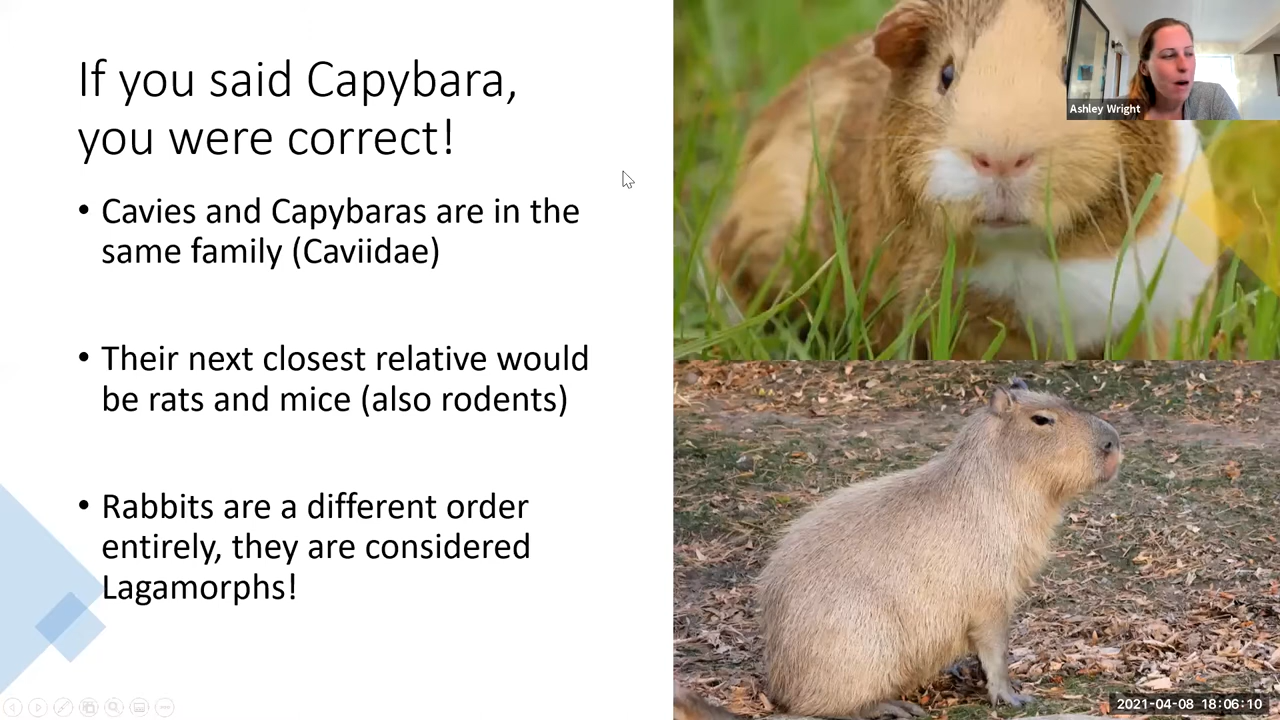 If you said Capybara,
you were correct!
• Cavies and Capybaras are in the
same family (Caviidae)
• Their next closest relative would
be rats and mice (also rodents)
• Rabbits are a different order
entirely, they are considered
Lagamorphs!
Ashley Wright
2021-04-08 18:06:10